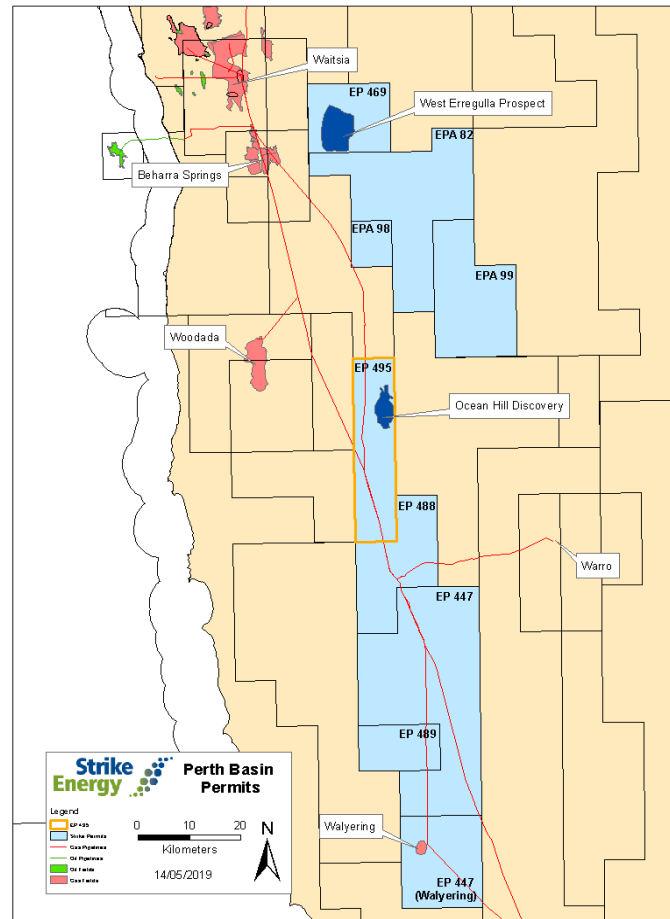 Waitsia
EP 469
West Erregulla Prospect
EPA 82
Beharra Springs
EPA 98
EPA 99
Woodada
EP 495
Ocean Hill Discovery
EP 488
Warro
EP 447
EP 489
Strike
Energy
Perth Basin
Permits
Legend
EP 495
Strike Permits
Gas Pipelines
Oil Pipelines
Oil Fields
Gas Fields
0 10 20
Kilometers
N
14/05/2019
Walyering
EP 447
(Walyering)